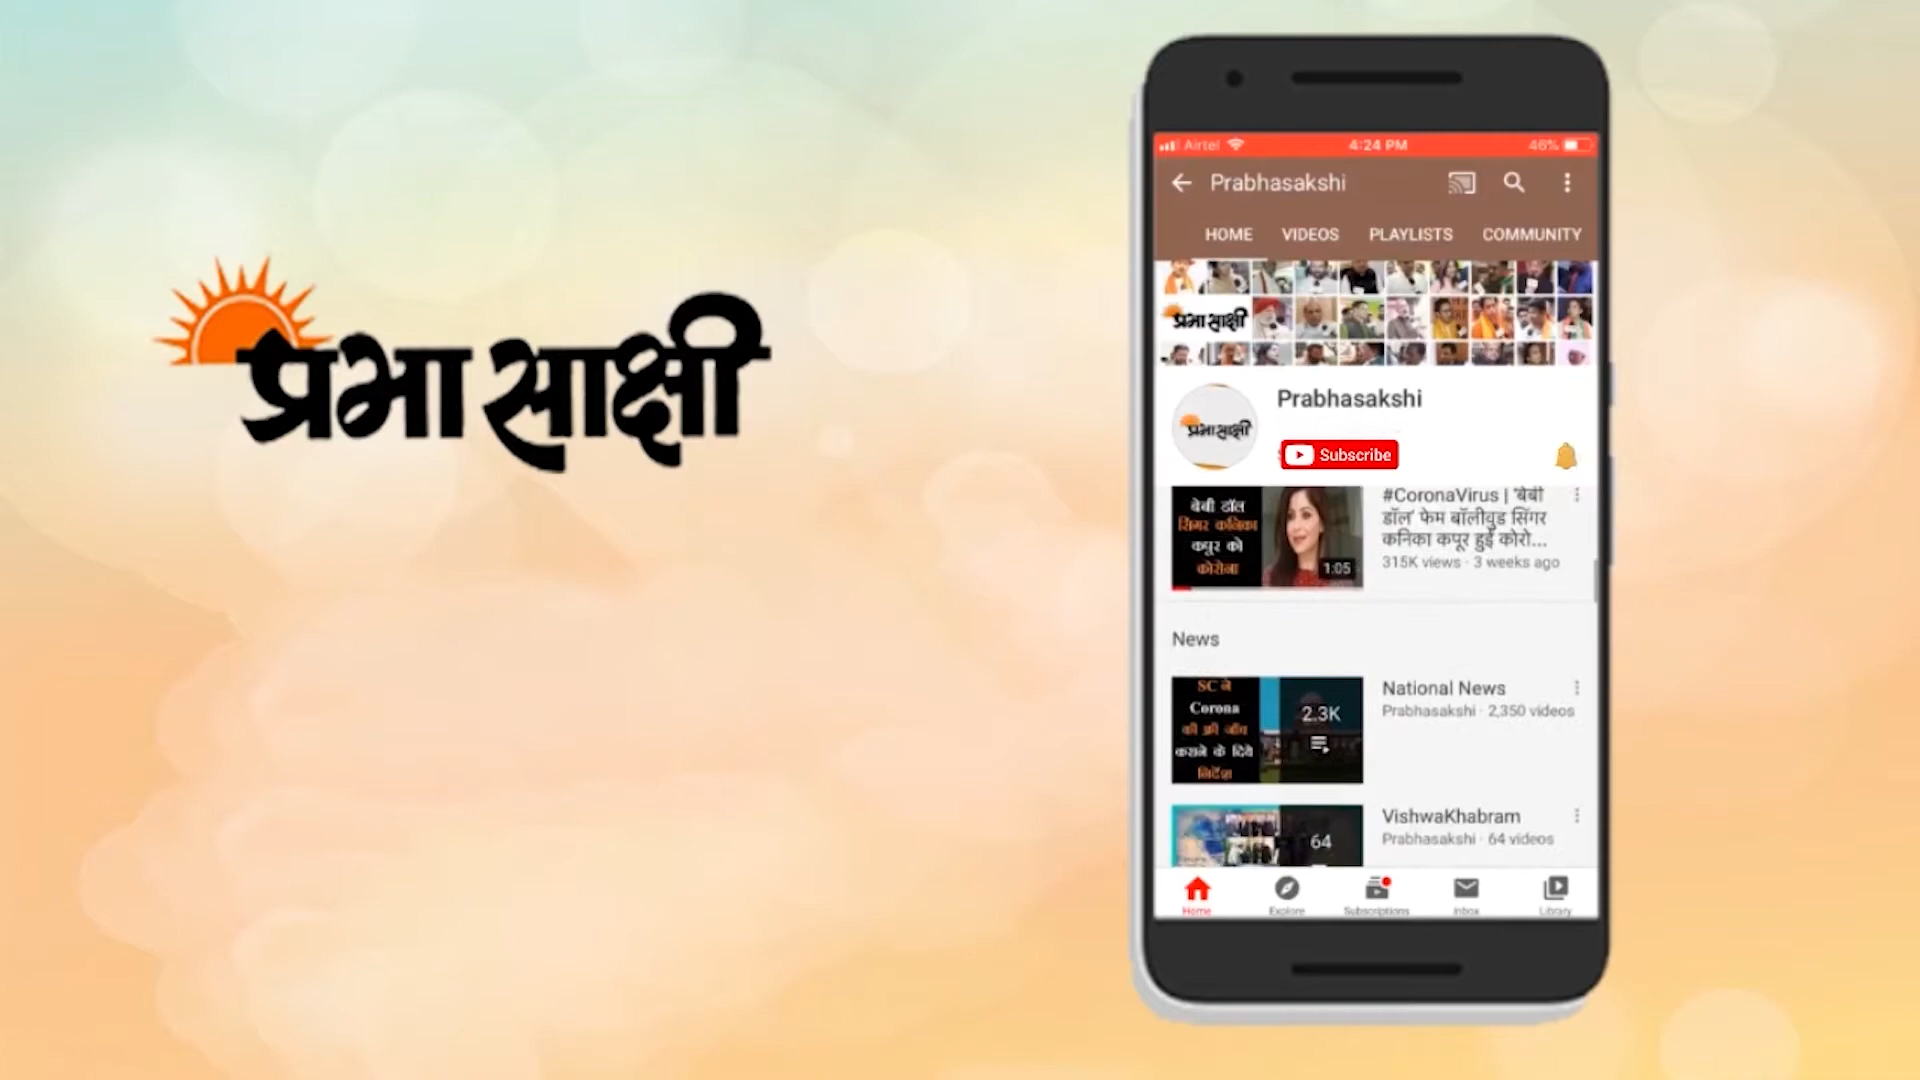 प्रभासाक्षी
Airtel 4:24 PM 46%
Prabhasakshi
HOME VIDEOS PLAYLISTS COMMUNITY
प्रभासाक्षी
Prabhasakshi
प्रभासाक्षी
Subscribe
बेबी डॉल
सिंगर कनिका
कपूर को
कोरोना
1:05
#CoronaVirus | 'बेबी
डॉल' फेम बॉलीवुड सिंगर
कनिका कपूर हुईं कोरो...
315K views · 3 weeks ago
News
SC ने
Corona
की फ्री जाँच
कराने के दिये
निर्देश
2.3K
National News
Prabhasakshi · 2,350 videos
64
VishwaKhabram
Prabhasakshi · 64 videos
Home Explore Subscriptions Inbox Library